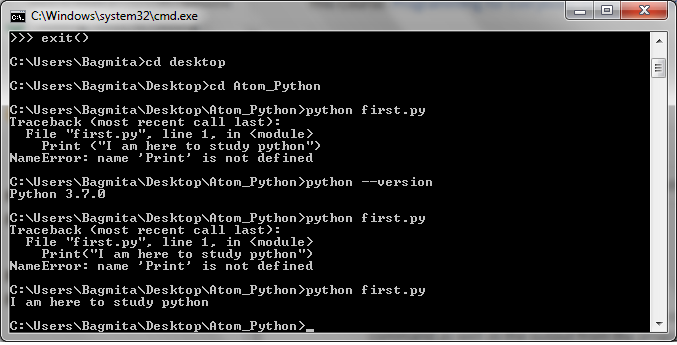 C:\Windows\system32\cmd.exe
>>> exit()
C:\Users\Bagmita>cd desktop
C:\Users\Bagmita\Desktop>cd Atom_Python
C:\Users\Bagmita\Desktop\Atom_Python>python first.py
Traceback (most recent call last):
  File "first.py", line 1, in <module>
    Print ("I am here to study python")
NameError: name 'Print' is not defined
C:\Users\Bagmita\Desktop\Atom_Python>python --version
Python 3.7.0
C:\Users\Bagmita\Desktop\Atom_Python>python first.py
Traceback (most recent call last):
  File "first.py", line 1, in <module>
    Print("I am here to study python")
NameError: name 'Print' is not defined
C:\Users\Bagmita\Desktop\Atom_Python>python first.py
I am here to study python
C:\Users\Bagmita\Desktop\Atom_Python>_